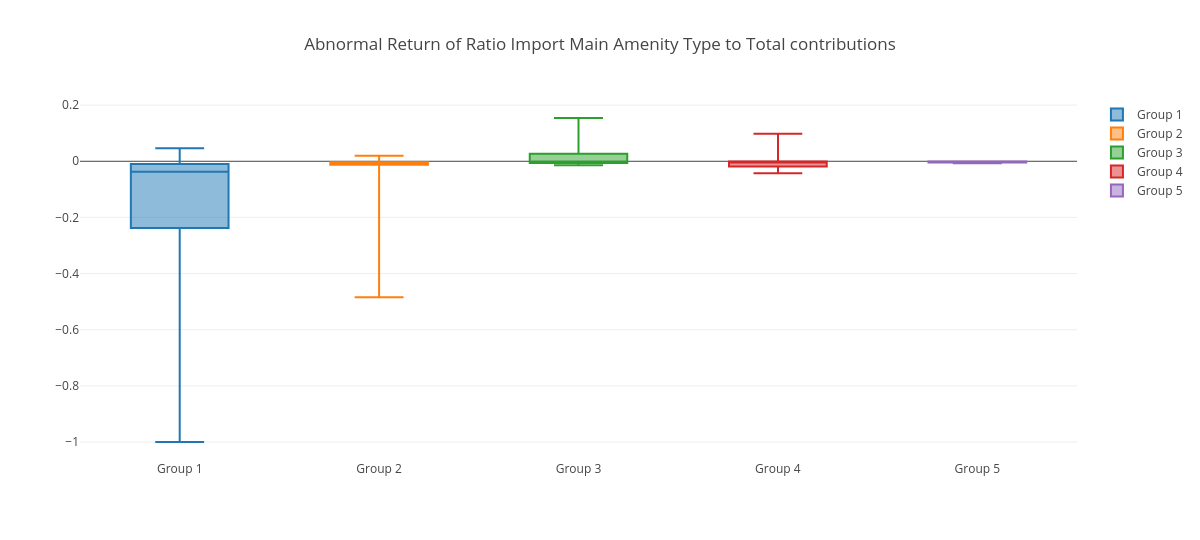 Abnormal Return of Ratio Import Main Amenity Type to Total contributions
0.2
0
−0.2
−0.4
−0.6
−0.8
−1
Group 1
Group 2
Group 3
Group 4
Group 5
Group 1
Group 2
Group 3
Group 4
Group 5